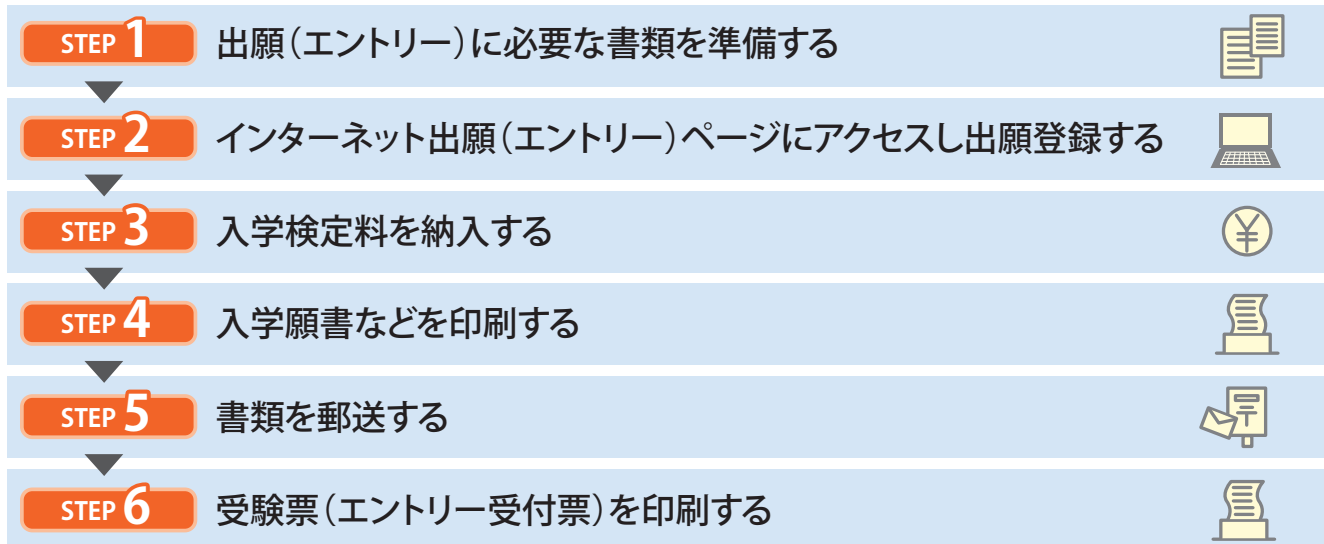 STEP 1 出願（エントリー）に必要な書類を準備する
STEP 2 インターネット出願（エントリー）ページにアクセスし出願登録する
STEP 3 入学検定料を納入する
STEP 4 入学願書などを印刷する
STEP 5 書類を郵送する
STEP 6 受験票（エントリー受付票）を印刷する